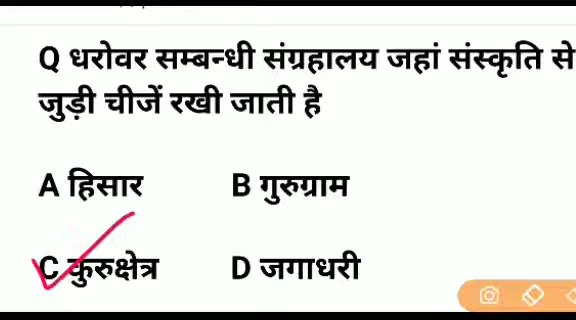 Q धरोवर सम्बन्धी संग्रहालय जहां संस्कृति से
जुड़ी चीजें रखी जाती है
A हिसार B गुरुग्राम
C कुरुक्षेत्र D जगाधरी